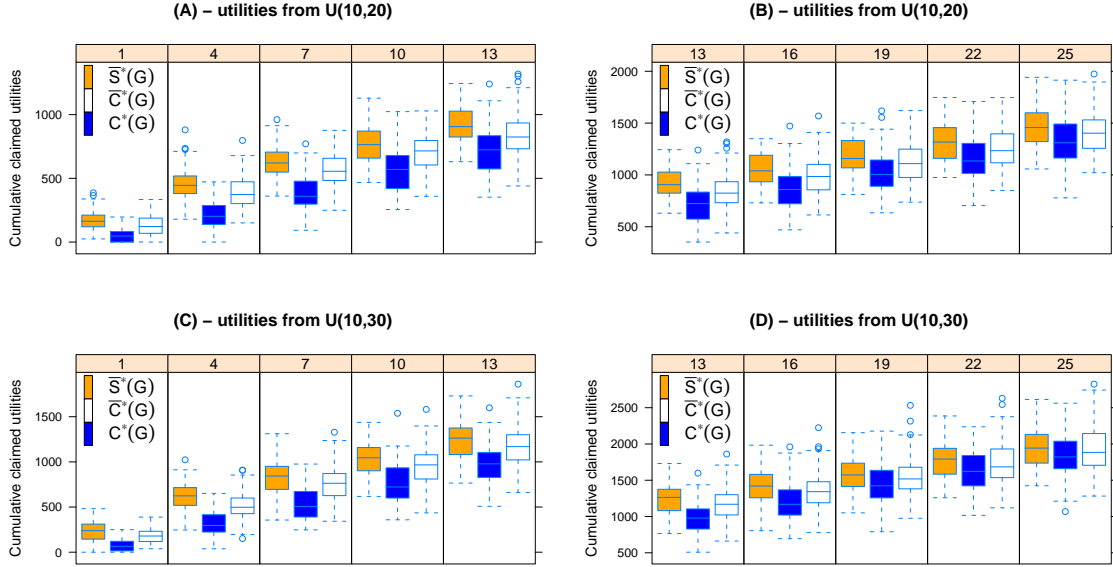 (A) − utilities from U(10,20)
1 4 7 10 13
Cumulative claimed utilities
0
500
1000
S̅*(G)
C̅*(G)
C*(G)
(B) − utilities from U(10,20)
13 16 19 22 25
Cumulative claimed utilities
500
1000
1500
2000
S̅*(G)
C̅*(G)
C*(G)
(C) − utilities from U(10,30)
1 4 7 10 13
Cumulative claimed utilities
0
500
1000
1500
S̅*(G)
C̅*(G)
C*(G)
(D) − utilities from U(10,30)
13 16 19 22 25
Cumulative claimed utilities
500
1000
1500
2000
2500
S̅*(G)
C̅*(G)
C*(G)